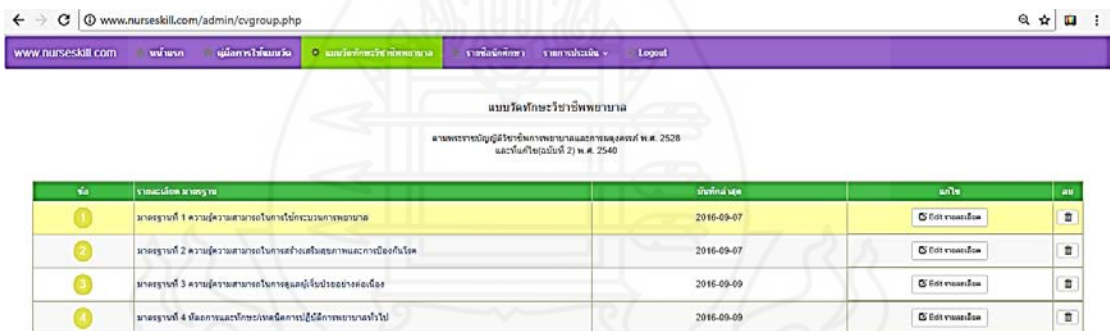 www.nurseskill.com/admin/cvgroup.php
www.nurseskill.com หน้าแรก คู่มือการใช้แบบวัด แบบวัดทักษะวิชาชีพพยาบาล รายชื่อนักศึกษา รายการประเมิน Logout
แบบวัดทักษะวิชาชีพพยาบาล
ตามพระราชบัญญัติวิชาชีพการพยาบาลและการผดุงครรภ์ พ.ศ. 2528
และที่แก้ไข(ฉบับที่ 2) พ.ศ. 2540
ข้อ รายละเอียด มาตรฐาน บันทึกล่าสุด แก้ไข ลบ
1 มาตรฐานที่ 1 ความรู้ความสามารถในการใช้กระบวนการพยาบาล 2016-09-07 Edit รายละเอียด
2 มาตรฐานที่ 2 ความรู้ความสามารถในการสร้างเสริมสุขภาพและการป้องกันโรค 2016-09-07 Edit รายละเอียด
3 มาตรฐานที่ 3 ความรู้ความสามารถในการดูแลผู้เจ็บป่วยอย่างต่อเนื่อง 2016-09-09 Edit รายละเอียด
4 มาตรฐานที่ 4 หัตถการและทักษะ/เทคนิคการปฏิบัติการพยาบาลทั่วไป 2016-09-09 Edit รายละเอียด